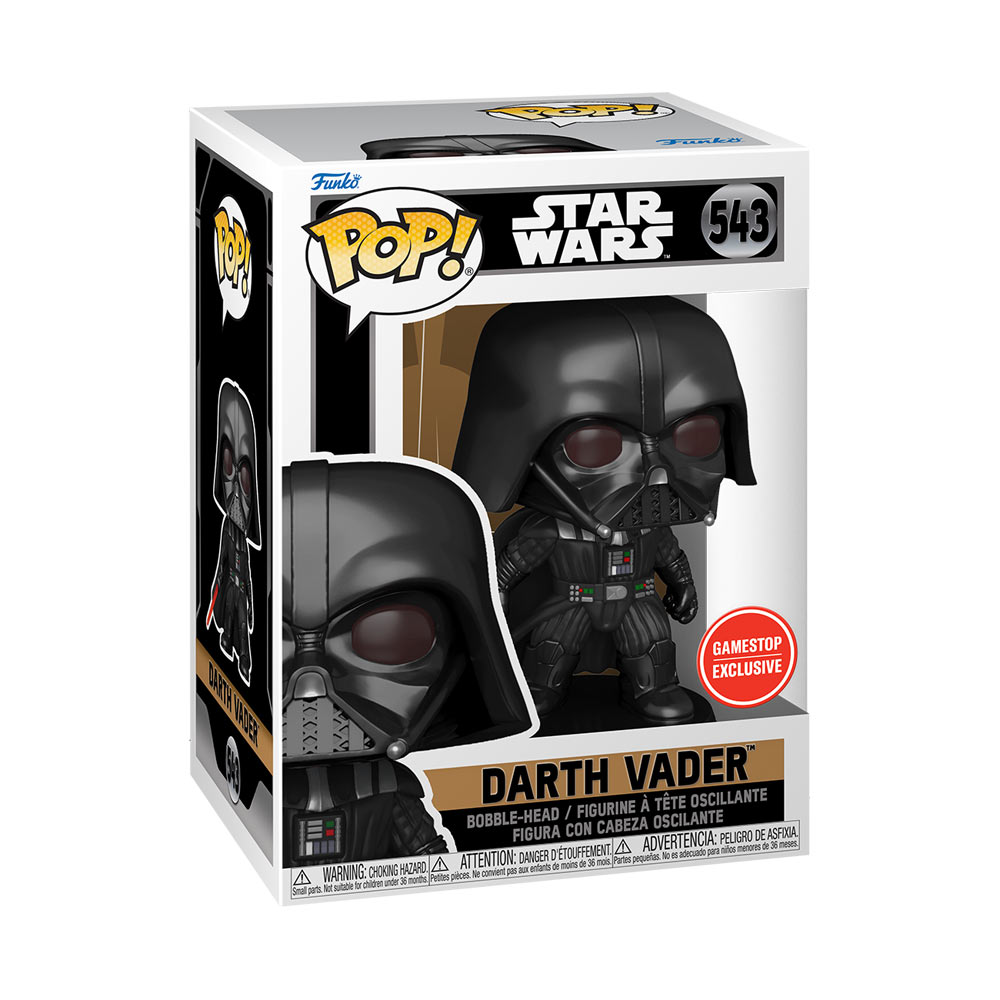 POP!
Funko
Funko
POP!®
STAR
WARS™
543
POP!
GAMESTOP
EXCLUSIVE
DARTH VADER
543
DARTH VADER™
BOBBLE-HEAD / FIGURINE À TÊTE OSCILLANTE
FIGURA CON CABEZA OSCILANTE
⚠ WARNING: CHOKING HAZARD.
Small parts. Not suitable for children under 36 months.
⚠ ATTENTION: DANGER D'ÉTOUFFEMENT.
Petites pièces. Ne convient pas aux enfants de moins de 36 mois.
⚠ ADVERTENCIA: PELIGRO DE ASFIXIA.
Partes pequeñas. No es adecuado para niños menores de 36 meses.